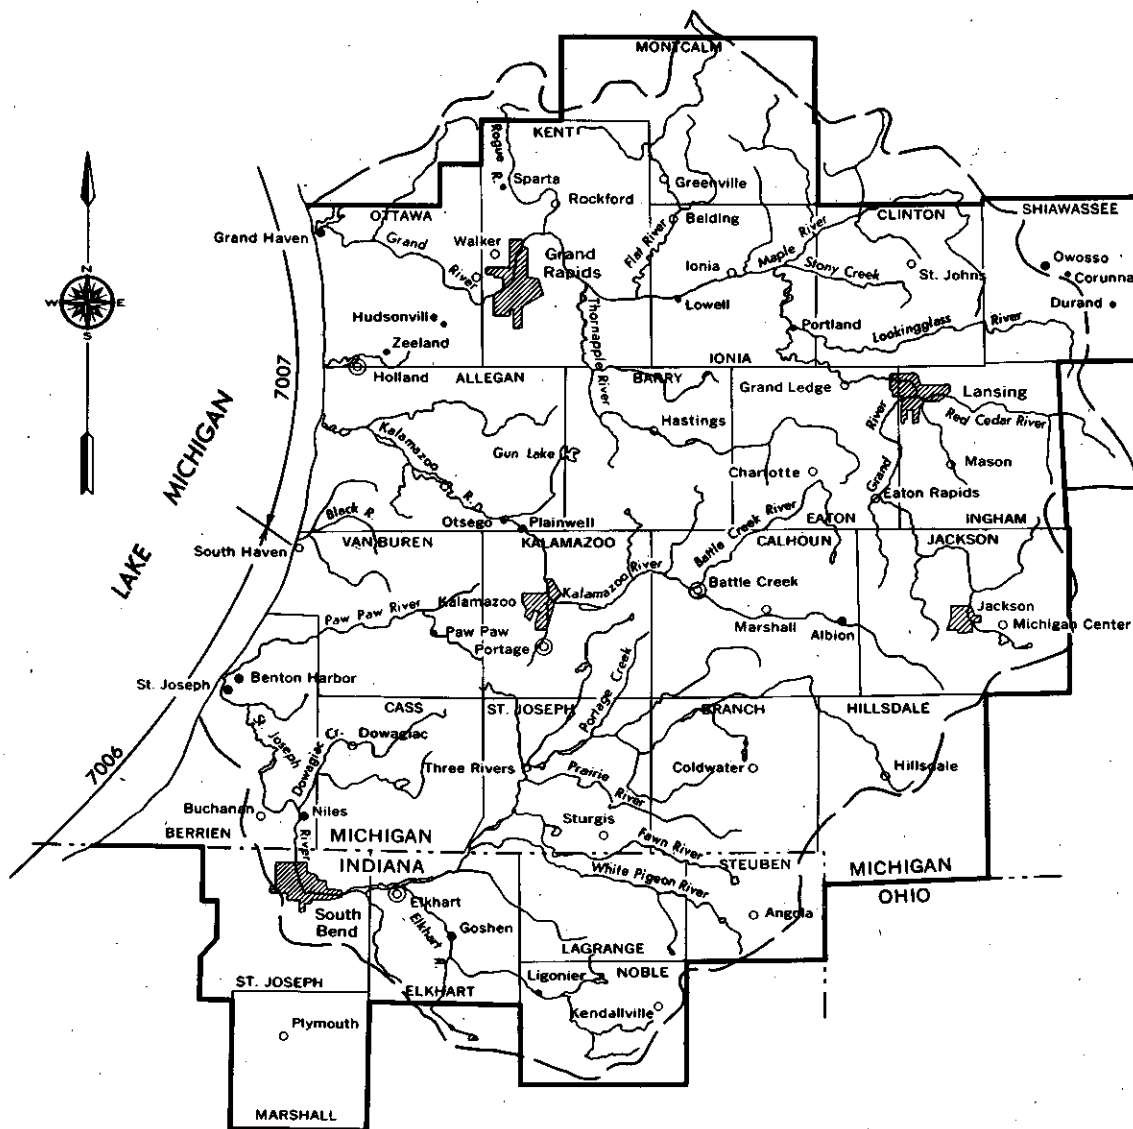 MONTCALM
KENT
Rogue R.
Sparta
Rockford
Greenville
Belding
OTTAWA
CLINTON
SHIAWASSEE
Grand Haven
Grand
River
Walker
Grand
Rapids
Flat River
Ionia
Maple River
Stony Creek
St. Johns
Owosso
Corunna
Durand
N
W
E
S
Lowell
Thornapple River
Hudsonville
Zeeland
Portland
Lookingglass
River
7007
Holland
ALLEGAN
BARRY
IONIA
Grand Ledge
Lansing
LAKE MICHIGAN
Kalamazoo
R.
Gun Lake
Hastings
Red Cedar River
Grand
River
Charlotte
Mason
Eaton Rapids
Black R.
Otsego
Plainwell
Battle Creek River
EATON
INGHAM
South Haven
VAN BUREN
KALAMAZOO
CALHOUN
JACKSON
Kalamazoo River
Battle Creek
Paw Paw River
Kalamazoo
Jackson
Michigan Center
Marshall
Albion
Paw Paw
Portage
Benton Harbor
St. Joseph
Portage Creek
CASS
ST. JOSEPH
BRANCH
HILLSDALE
St. Joseph
Dowagiac Cr.
Dowagiac
7006
Three Rivers
Prairie
River
Coldwater
Hillsdale
Buchanan
Niles
Sturgis
BERRIEN
River
MICHIGAN
INDIANA
Fawn River
STEUBEN
MICHIGAN
OHIO
White Pigeon River
South
Bend
Elkhart
Elkhart R.
Goshen
Angola
LAGRANGE
ST. JOSEPH
ELKHART
Ligonier
NOBLE
Kendallville
Plymouth
MARSHALL